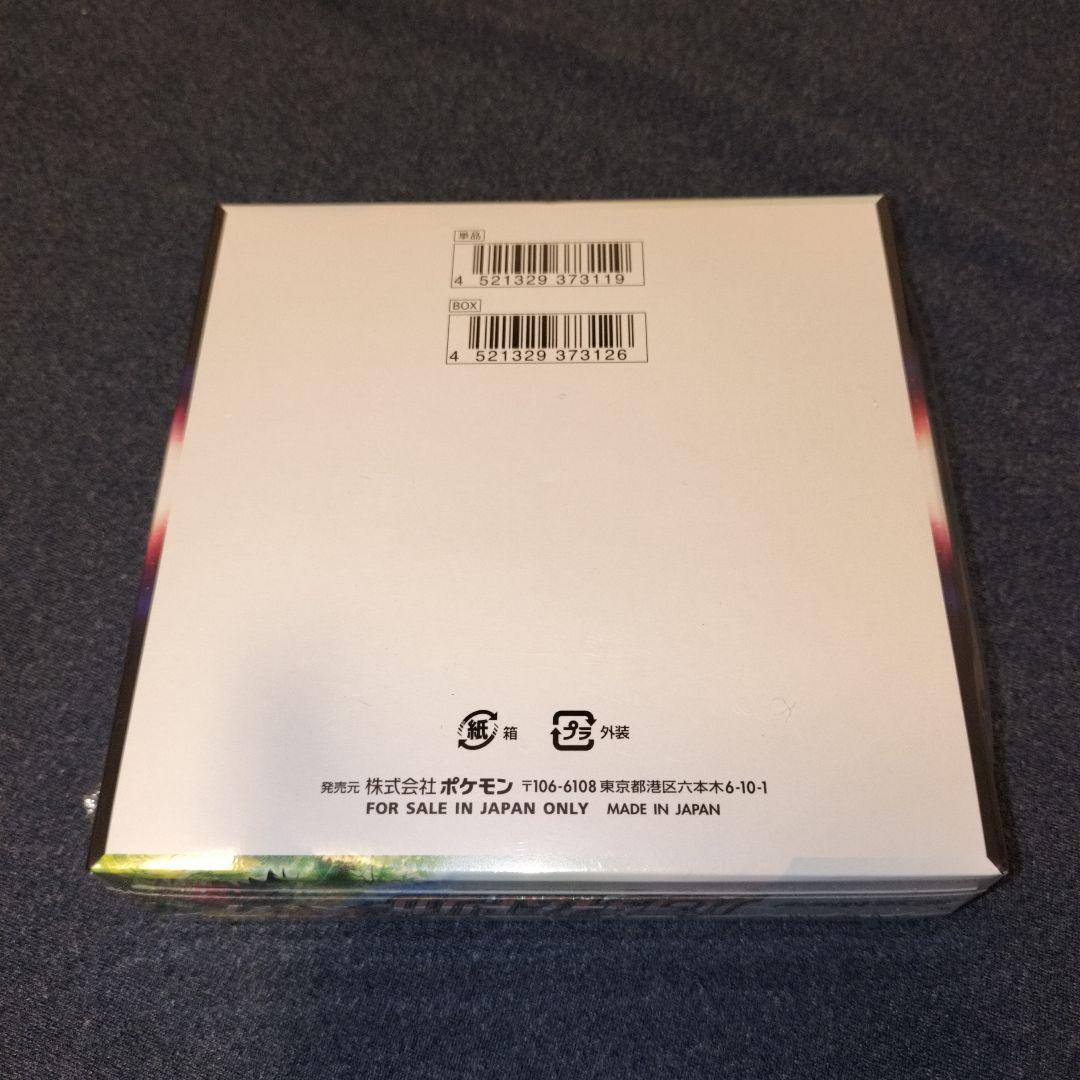 単品
4 521329 373119
BOX
4 521329 373126
紙 箱 プラ 外装
発売元 株式会社 ポケモン 〒106-6108 東京都港区六本木6-10-1
FOR SALE IN JAPAN ONLY MADE IN JAPAN